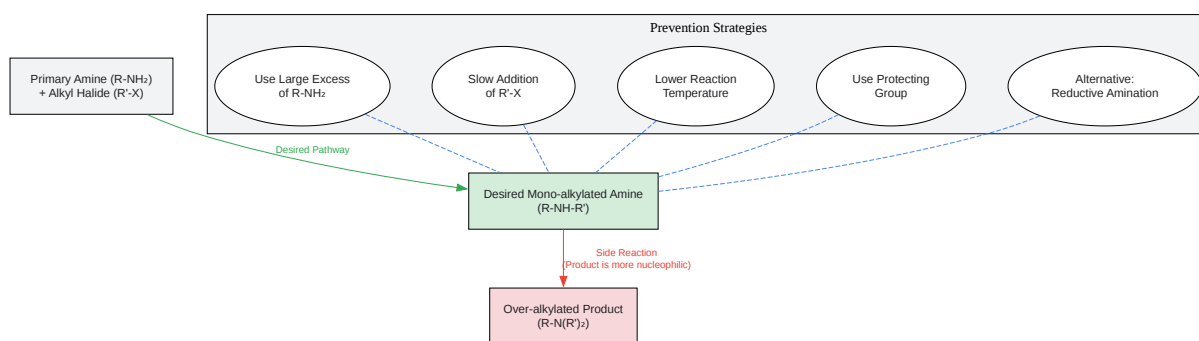 Prevention Strategies
Primary Amine (R-NH₂)
+ Alkyl Halide (R'-X)
Use Large Excess
of R-NH₂
Slow Addition
of R'-X
Lower Reaction
Temperature
Use Protecting
Group
Alternative:
Reductive Amination
Desired Pathway
Desired Mono-alkylated Amine
(R-NH-R')
Side Reaction
(Product is more nucleophilic)
Over-alkylated Product
(R-N(R')₂)